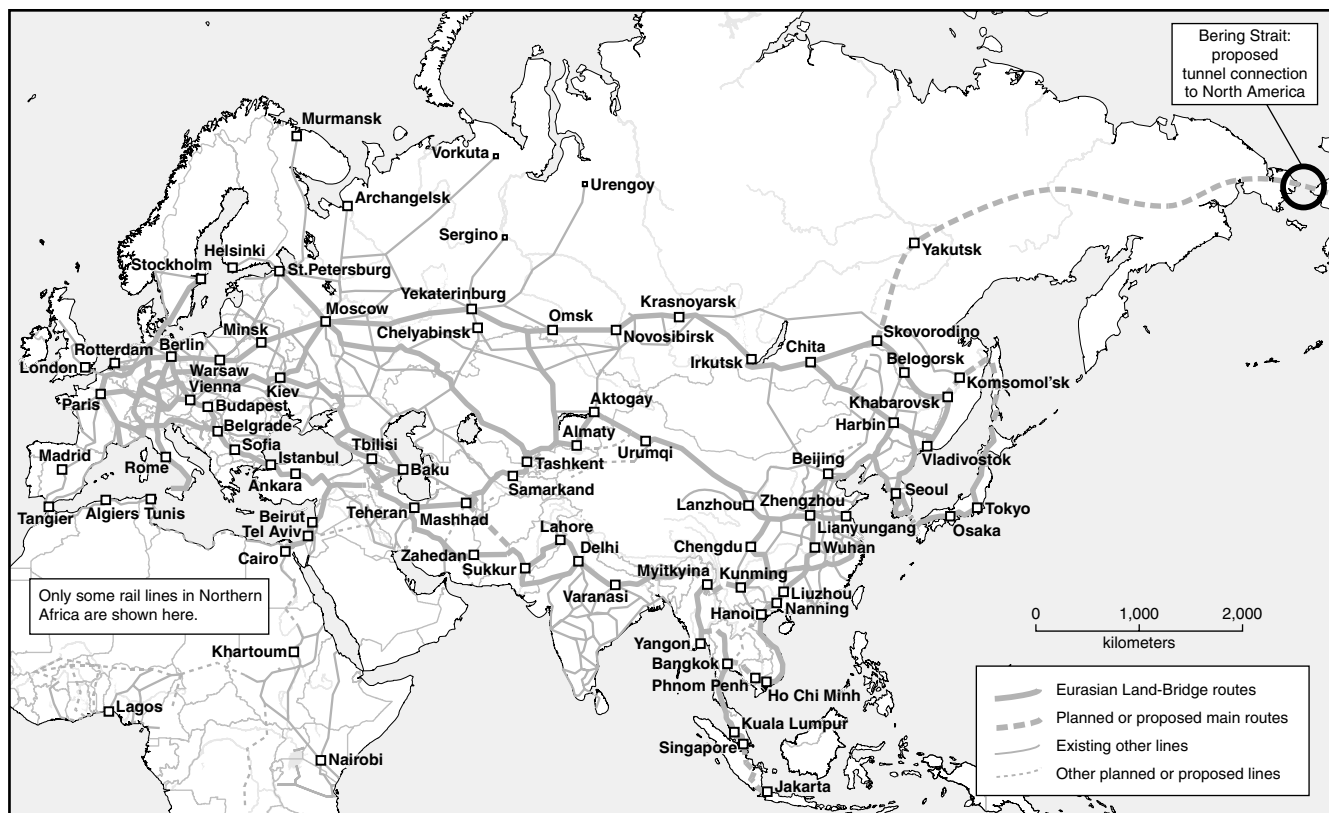 Bering Strait:
proposed
tunnel connection
to North America
Murmansk
Vorkuta
Urengoy
Archangelsk
Sergino
Yakutsk
Helsinki
Stockholm
St.Petersburg
Yekaterinburg
Krasnoyarsk
Moscow
Omsk
Skovorodino
Minsk
Chelyabinsk
Novosibirsk
Berlin
Rotterdam
Chita
Belogorsk
Irkutsk
London
Warsaw
Komsomol'sk
Vienna
Kiev
Aktogay
Khabarovsk
Paris
Budapest
Harbin
Belgrade
Almaty
Madrid
Sofia
Tbilisi
Istanbul
Urumqi
Vladivostok
Rome
Baku
Tashkent
Beijing
Ankara
Samarkand
Seoul
Tangier
Algiers
Tunis
Beirut
Teheran
Mashhad
Lanzhou
Zhengzhou
Tokyo
Tel Aviv
Lahore
Lianyungang
Osaka
Cairo
Zahedan
Delhi
Chengdu
Wuhan
Sukkur
Myitkyina
Kunming
Varanasi
Liuzhou
Only some rail lines in Northern
Africa are shown here.
Nanning
Hanoi
0
1,000
2,000
kilometers
Khartoum
Yangon
Bangkok
Phnom Penh
Ho Chi Minh
Eurasian Land-Bridge routes
Lagos
Planned or proposed main routes
Kuala Lumpur
Singapore
Existing other lines
Nairobi
Other planned or proposed lines
Jakarta